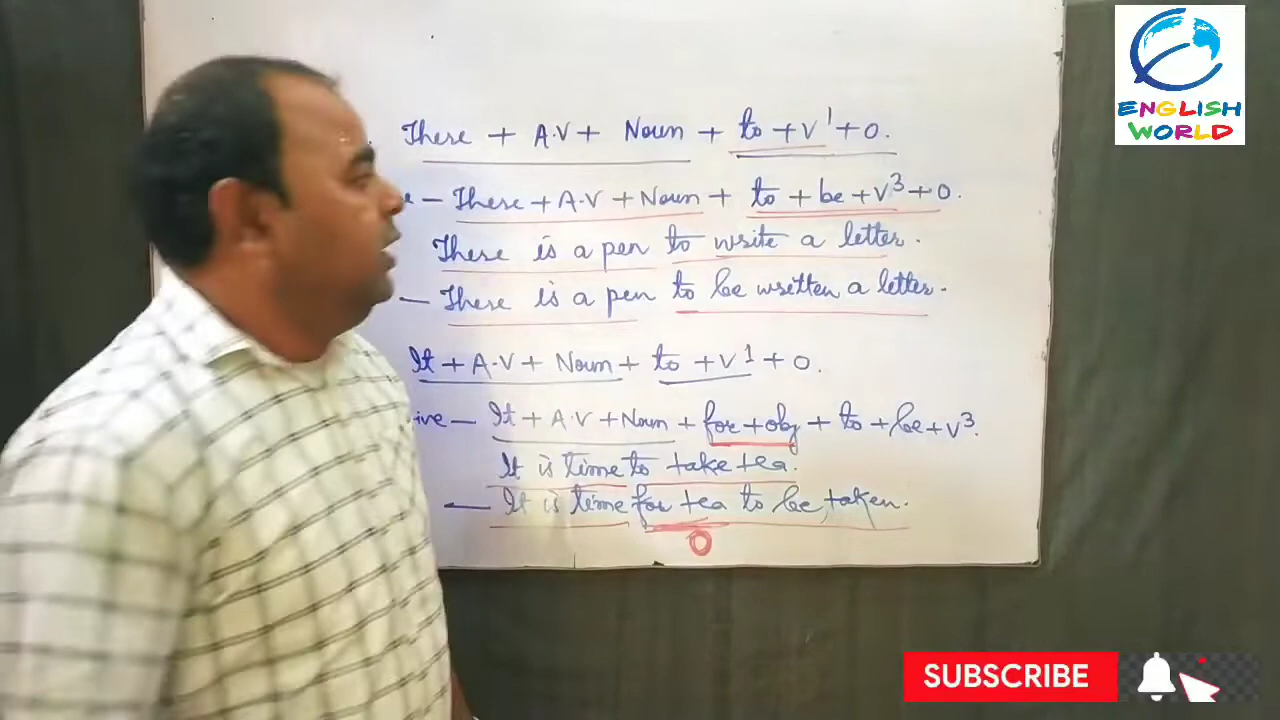 There + A.V + Noun + to + V¹ + O.
e – There + A.V + Noun + to + be + V³ + O.
There is a pen to write a letter.
— There is a pen to be written a letter.
It + A.V + Noun + to + V¹ + O.
ive — It + A.V + Noun + for + obj + to + be + V³.
It is time to take tea.
— It is time for tea to be taken.
O
ENGLISH
WORLD
SUBSCRIBE